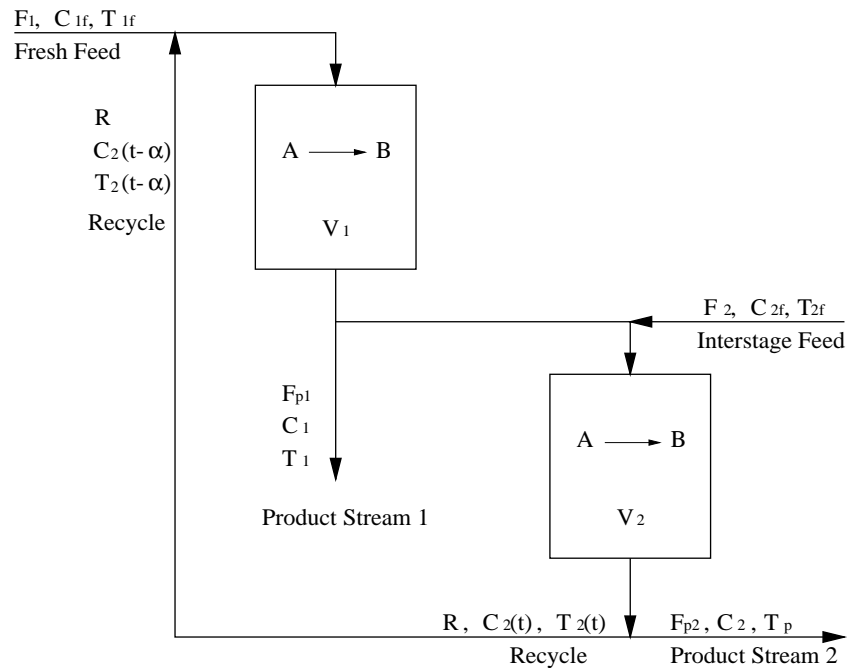 F1, C1f, T1f
Fresh Feed
R
C2(t-α)
T2(t-α)
Recycle
A → B
V1
F2, C2f, T2f
Interstage Feed
Fp1
C1
T1
Product Stream 1
A → B
V2
R, C2(t), T2(t) Fp2, C2, Tp
Recycle Product Stream 2